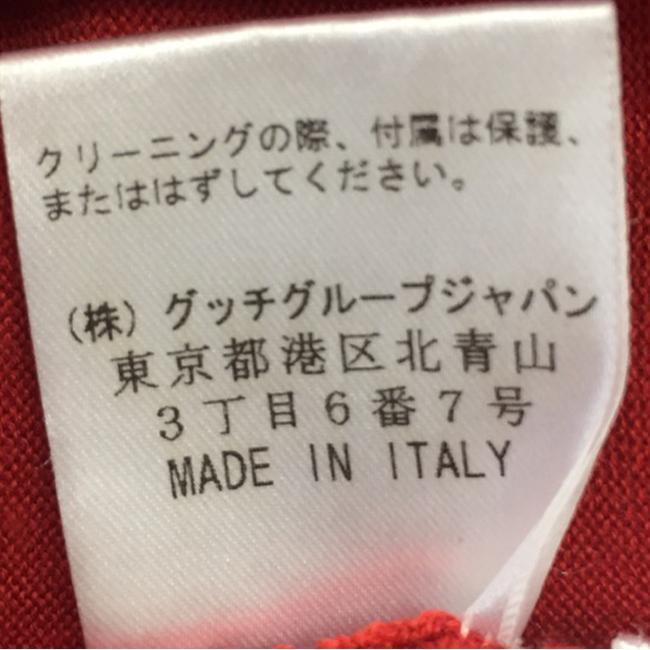 クリーニングの際、付属は保護、
またははずしてください。
(株) グッチグループジャパン
東京都港区北青山
3丁目6番7号
MADE IN ITALY